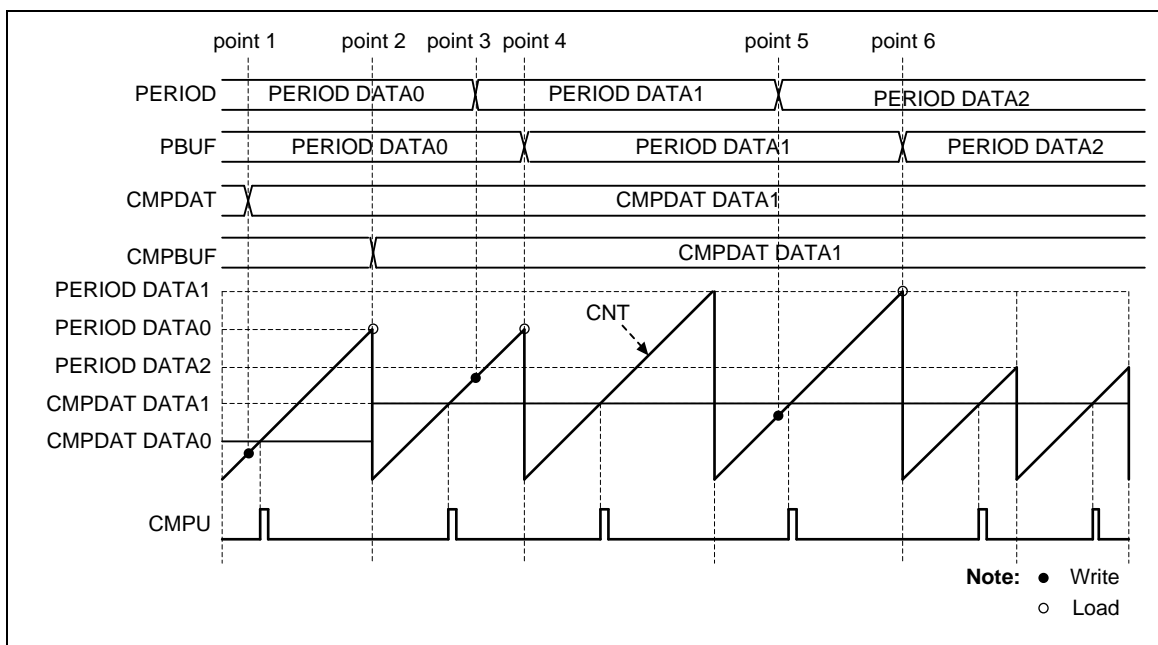 point 1 point 2 point 3 point 4 point 5 point 6
PERIOD PERIOD DATA0 PERIOD DATA1 PERIOD DATA2
PBUF PERIOD DATA0 PERIOD DATA1 PERIOD DATA2
CMPDAT CMPDAT DATA1
CMPBUF CMPDAT DATA1
PERIOD DATA1
CNT
PERIOD DATA0
PERIOD DATA2
CMPDAT DATA1
CMPDAT DATA0
CMPU
Note: ● Write
○ Load